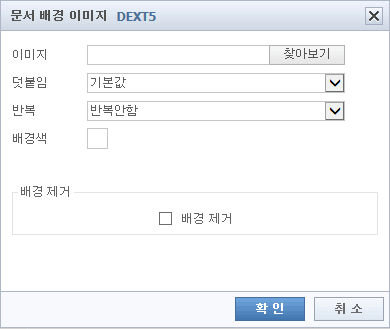 문서 배경 이미지 DEXT5
이미지 찾아보기
덧붙임 기본값
반복 반복안함
배경색
배경 제거
배경 제거
확 인 취 소